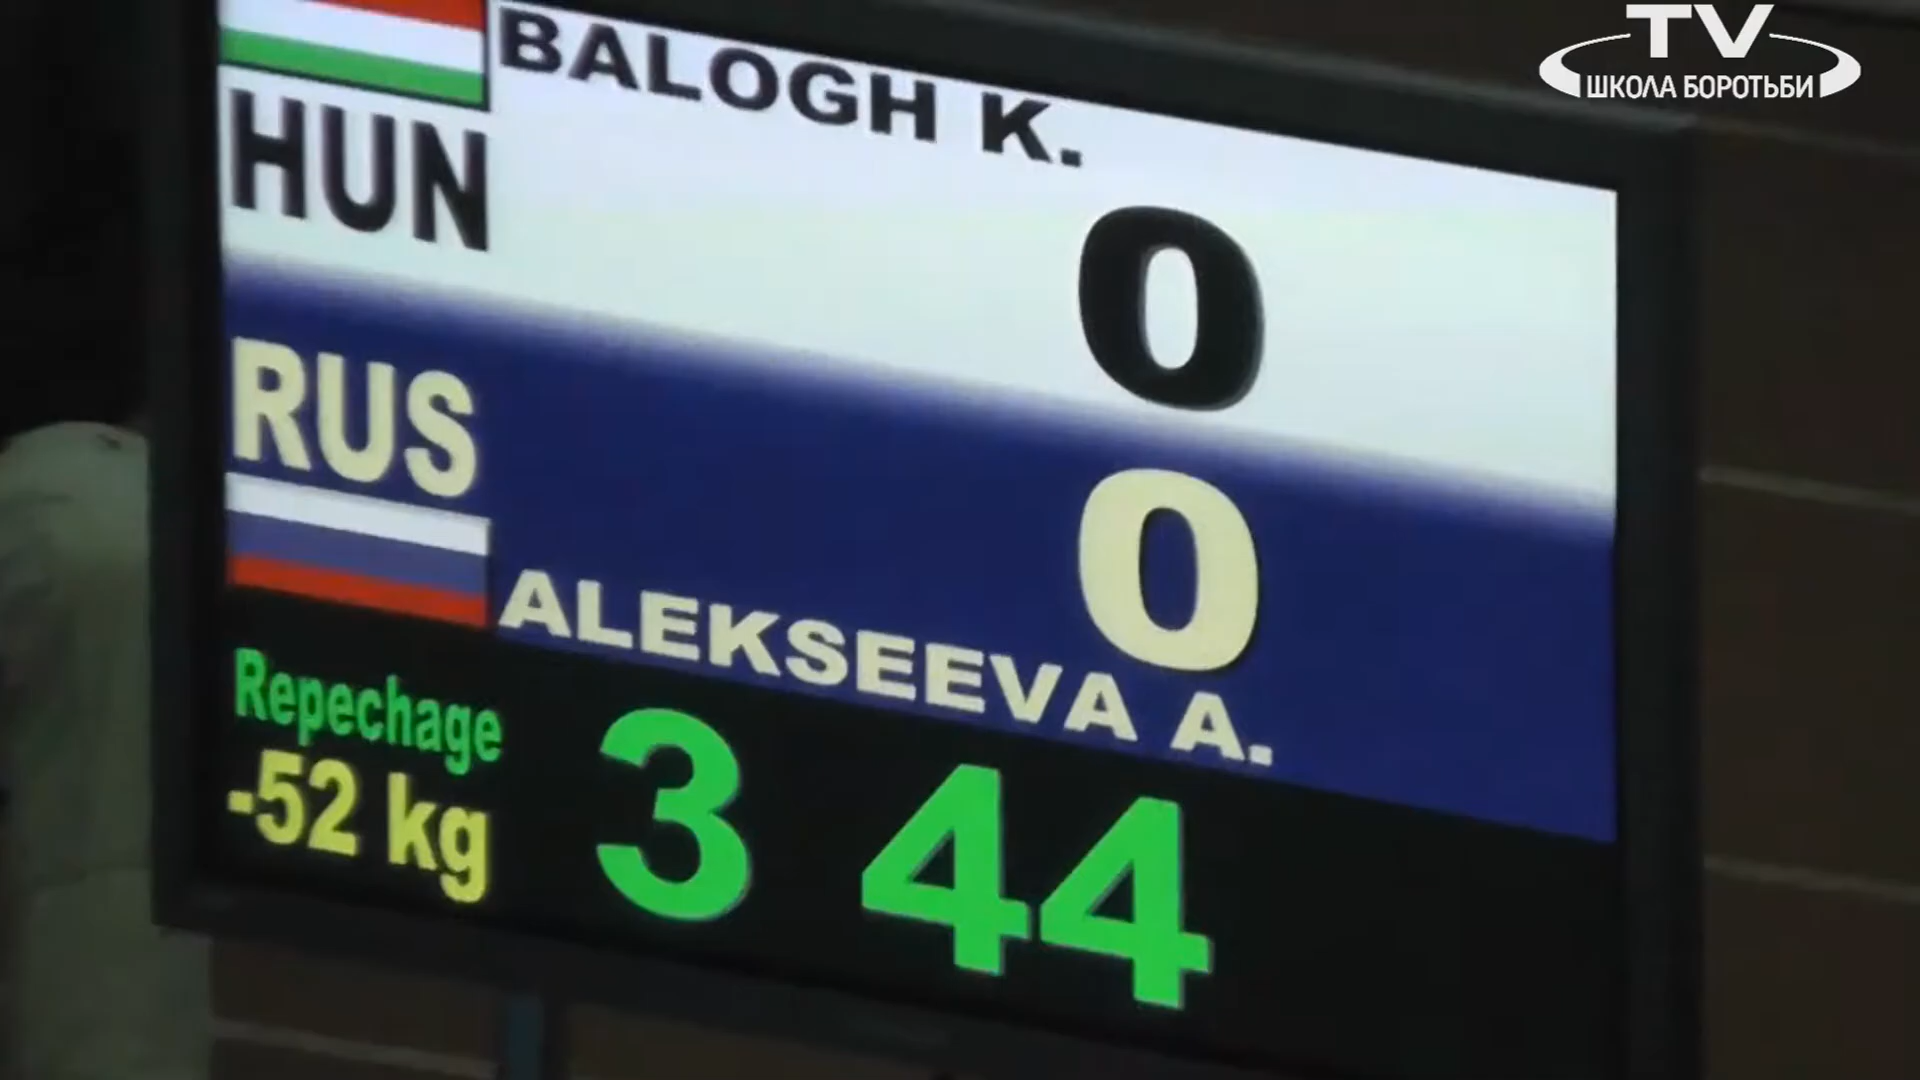 TV
ШКОЛА БОРОТЬБИ
BALOGH K.
HUN
0
RUS
0
ALEKSEEVA A.
Repechage
-52 kg
3 44